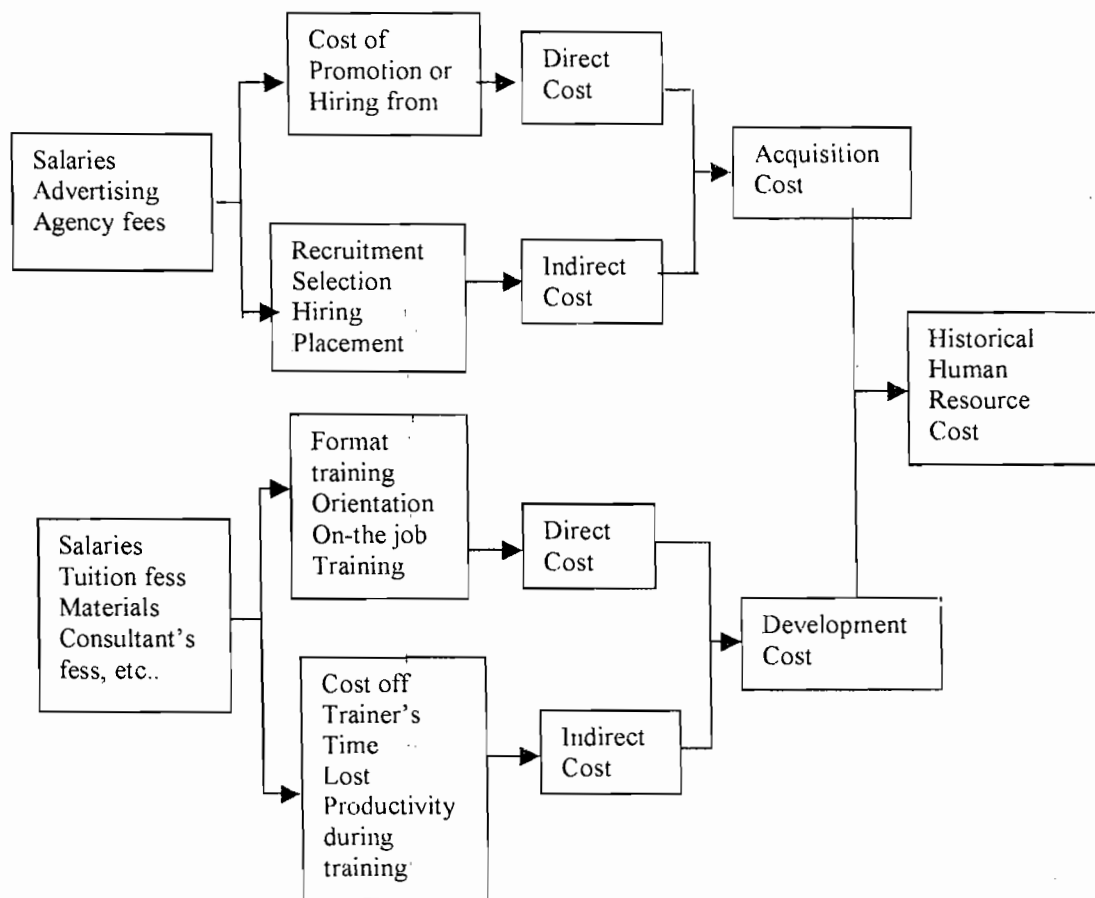 Cost of
Promotion or
Hiring from
Direct
Cost
Salaries
Advertising
Agency fees
Acquisition
Cost
Recruitment
Selection
Hiring
Placement
Indirect
Cost
Historical
Human
Resource
Cost
Format
training
Orientation
On-the job
Training
Direct
Cost
Salaries
Tuition fess
Materials
Consultant's
fess, etc..
Development
Cost
Cost off
Trainer's
Time
Lost
Productivity
during
training
Indirect
Cost